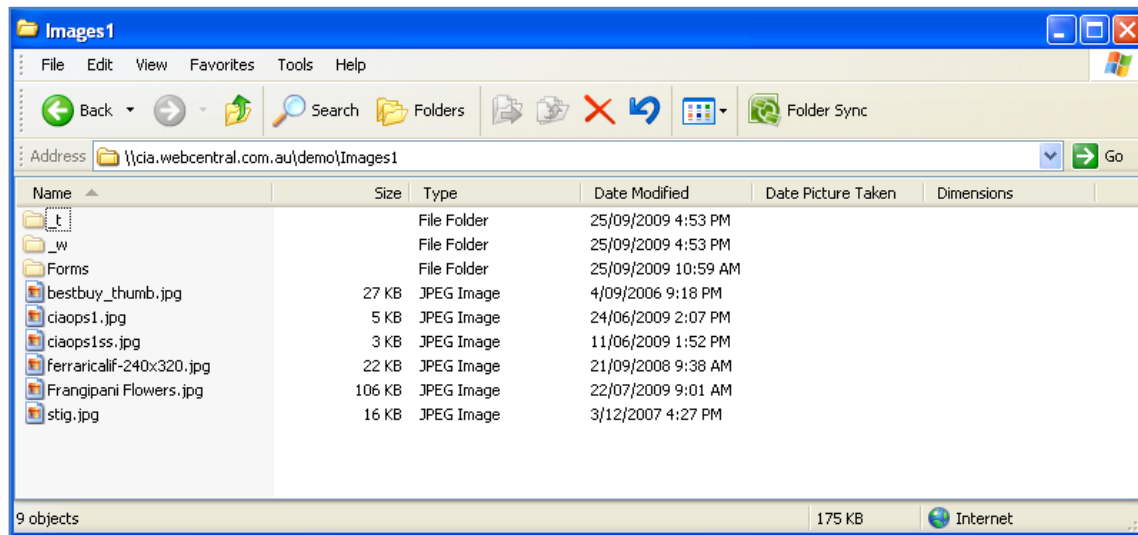 Images1
File Edit View Favorites Tools Help
Back Search Folders Folder Sync
Address \\cia.webcentral.com.au\demo\Images1 Go
Name Size Type Date Modified Date Picture Taken Dimensions
_t File Folder 25/09/2009 4:53 PM
_w File Folder 25/09/2009 4:53 PM
Forms File Folder 25/09/2009 10:59 AM
bestbuy_thumb.jpg 27 KB JPEG Image 4/09/2006 9:18 PM
ciaops1.jpg 5 KB JPEG Image 24/06/2009 2:07 PM
ciaops1ss.jpg 3 KB JPEG Image 11/06/2009 1:52 PM
ferraricalif-240x320.jpg 22 KB JPEG Image 21/09/2008 9:38 AM
Frangipani Flowers.jpg 106 KB JPEG Image 22/07/2009 9:01 AM
stig.jpg 16 KB JPEG Image 3/12/2007 4:27 PM
9 objects 175 KB Internet